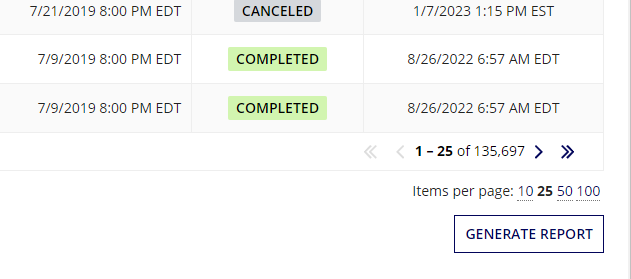 7/21/2019 8:00 PM EDT CANCELED 1/7/2023 1:15 PM EST
7/9/2019 8:00 PM EDT COMPLETED 8/26/2022 6:57 AM EDT
7/9/2019 8:00 PM EDT COMPLETED 8/26/2022 6:57 AM EDT
1 – 25 of 135,697
Items per page: 10 25 50 100
GENERATE REPORT